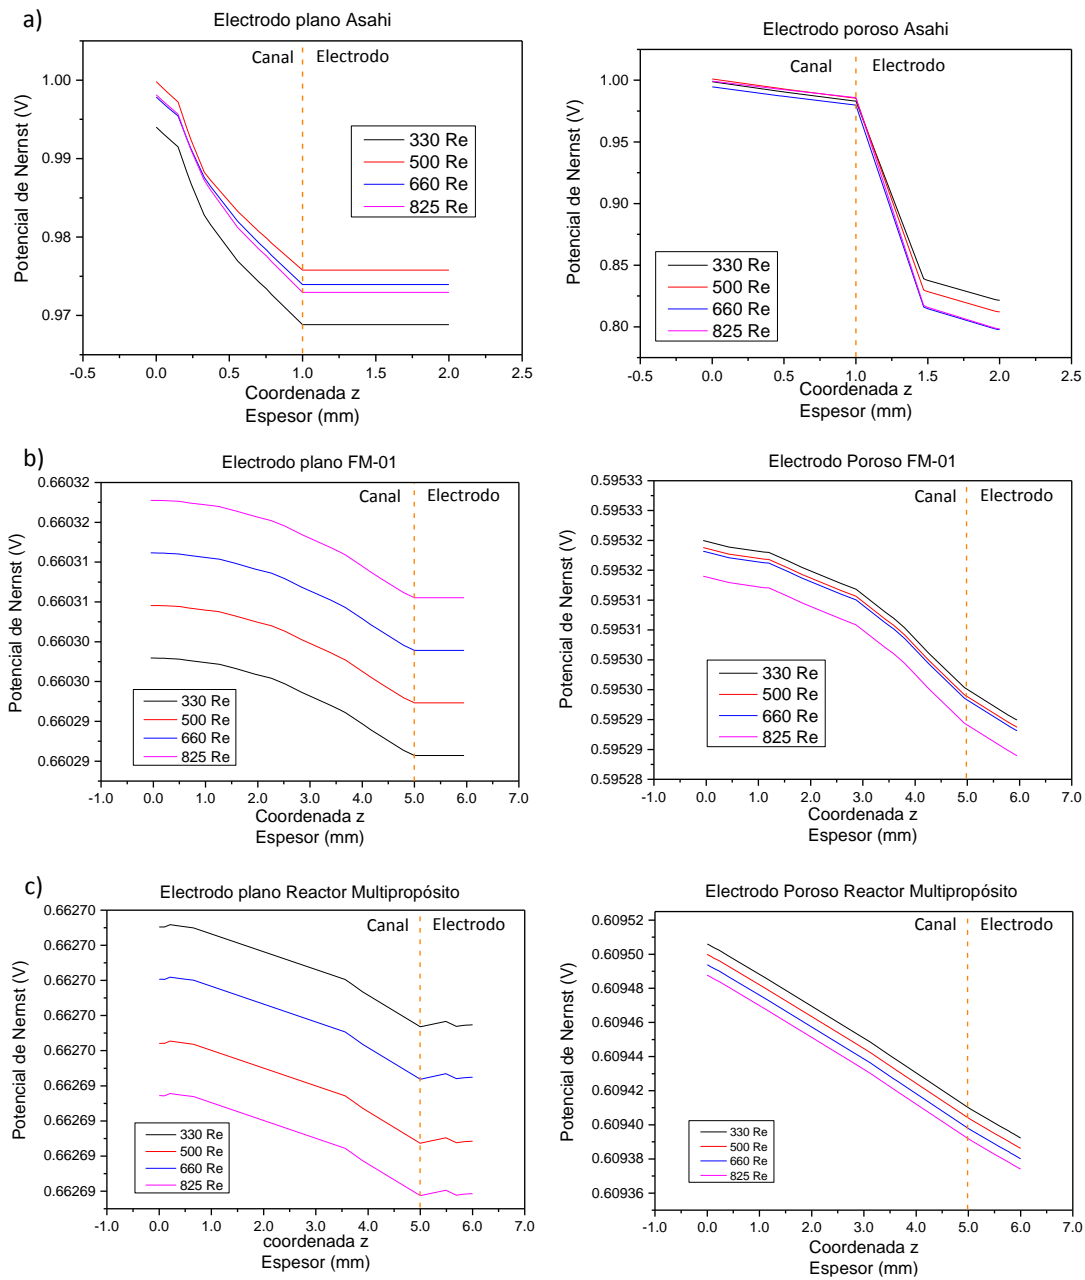 a)
Electrodo plano Asahi
Canal
Electrodo
1.00
0.99
0.98
0.97
Potencial de Nernst (V)
330 Re
500 Re
660 Re
825 Re
-0.5 0.0 0.5 1.0 1.5 2.0 2.5
Coordenada z
Espesor (mm)
Electrodo poroso Asahi
Canal
Electrodo
1.00
0.95
0.90
0.85
0.80
Potencial de Nernst (V)
330 Re
500 Re
660 Re
825 Re
-0.5 0.0 0.5 1.0 1.5 2.0 2.5
Coordenada z
Espesor (mm)
b)
Electrodo plano FM-01
Canal
Electrodo
0.66032
0.66032
0.66031
0.66031
0.66030
0.66030
0.66029
0.66029
Potencial de Nernst (V)
330 Re
500 Re
660 Re
825 Re
-1.0 0.0 1.0 2.0 3.0 4.0 5.0 6.0 7.0
Coordenada z
Espesor (mm)
Electrodo Poroso FM-01
Canal
Electrodo
0.59533
0.59533
0.59532
0.59532
0.59531
0.59531
0.59530
0.59530
0.59529
0.59529
0.59528
Potencial de Nernst (V)
330 Re
500 Re
660 Re
825 Re
-1.0 0.0 1.0 2.0 3.0 4.0 5.0 6.0 7.0
Coordenada z
Espesor (mm)
c)
Electrodo plano Reactor Multipropósito
Canal
Electrodo
0.66270
0.66270
0.66270
0.66270
0.66270
0.66269
0.66269
0.66269
0.66269
Potencial de Nernst (V)
330 Re
500 Re
660 Re
825 Re
-1.0 0.0 1.0 2.0 3.0 4.0 5.0 6.0 7.0
coordenada z
Espesor (mm)
Electrodo Poroso Reactor Multipropósito
Canal
Electrodo
0.60952
0.60950
0.60948
0.60946
0.60944
0.60942
0.60940
0.60938
0.60936
Potencial de Nernst (V)
330 Re
500 Re
660 Re
825 Re
-1.0 0.0 1.0 2.0 3.0 4.0 5.0 6.0 7.0
Coordenada z
Espesor (mm)